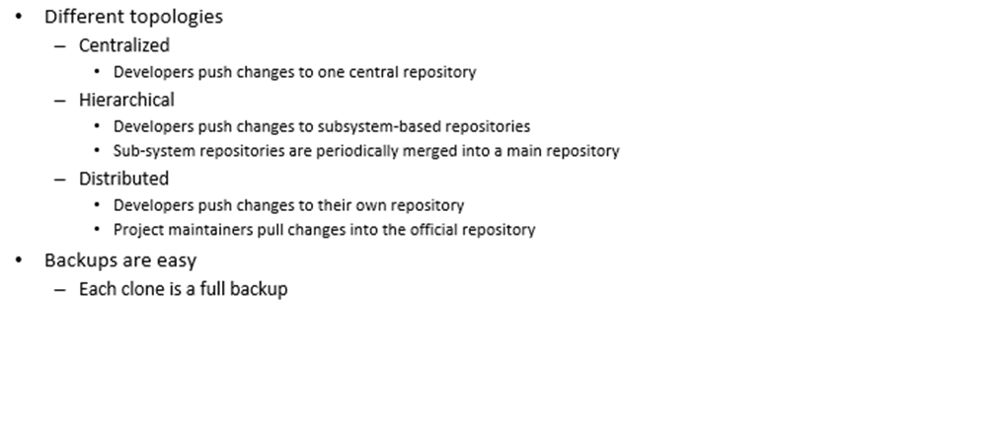 • Different topologies
– Centralized
• Developers push changes to one central repository
– Hierarchical
• Developers push changes to subsystem-based repositories
• Sub-system repositories are periodically merged into a main repository
– Distributed
• Developers push changes to their own repository
• Project maintainers pull changes into the official repository
• Backups are easy
– Each clone is a full backup